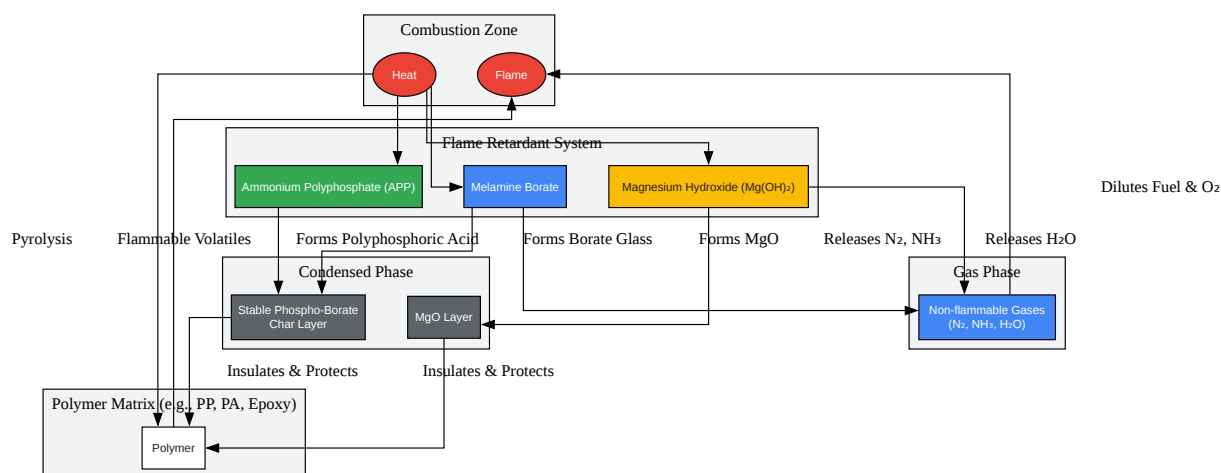 Combustion Zone
Heat
Flame
Flame Retardant System
Ammonium Polyphosphate (APP)
Melamine Borate
Magnesium Hydroxide (Mg(OH)₂)
Dilutes Fuel & O₂
Pyrolysis
Flammable Volatiles
Forms Polyphosphoric Acid
Forms Borate Glass
Forms MgO
Releases N₂, NH₃
Releases H₂O
Condensed Phase
Gas Phase
Stable Phospho-Borate
Char Layer
MgO Layer
Non-flammable Gases
(N₂, NH₃, H₂O)
Insulates & Protects
Insulates & Protects
Polymer Matrix (e.g., PP, PA, Epoxy)
Polymer